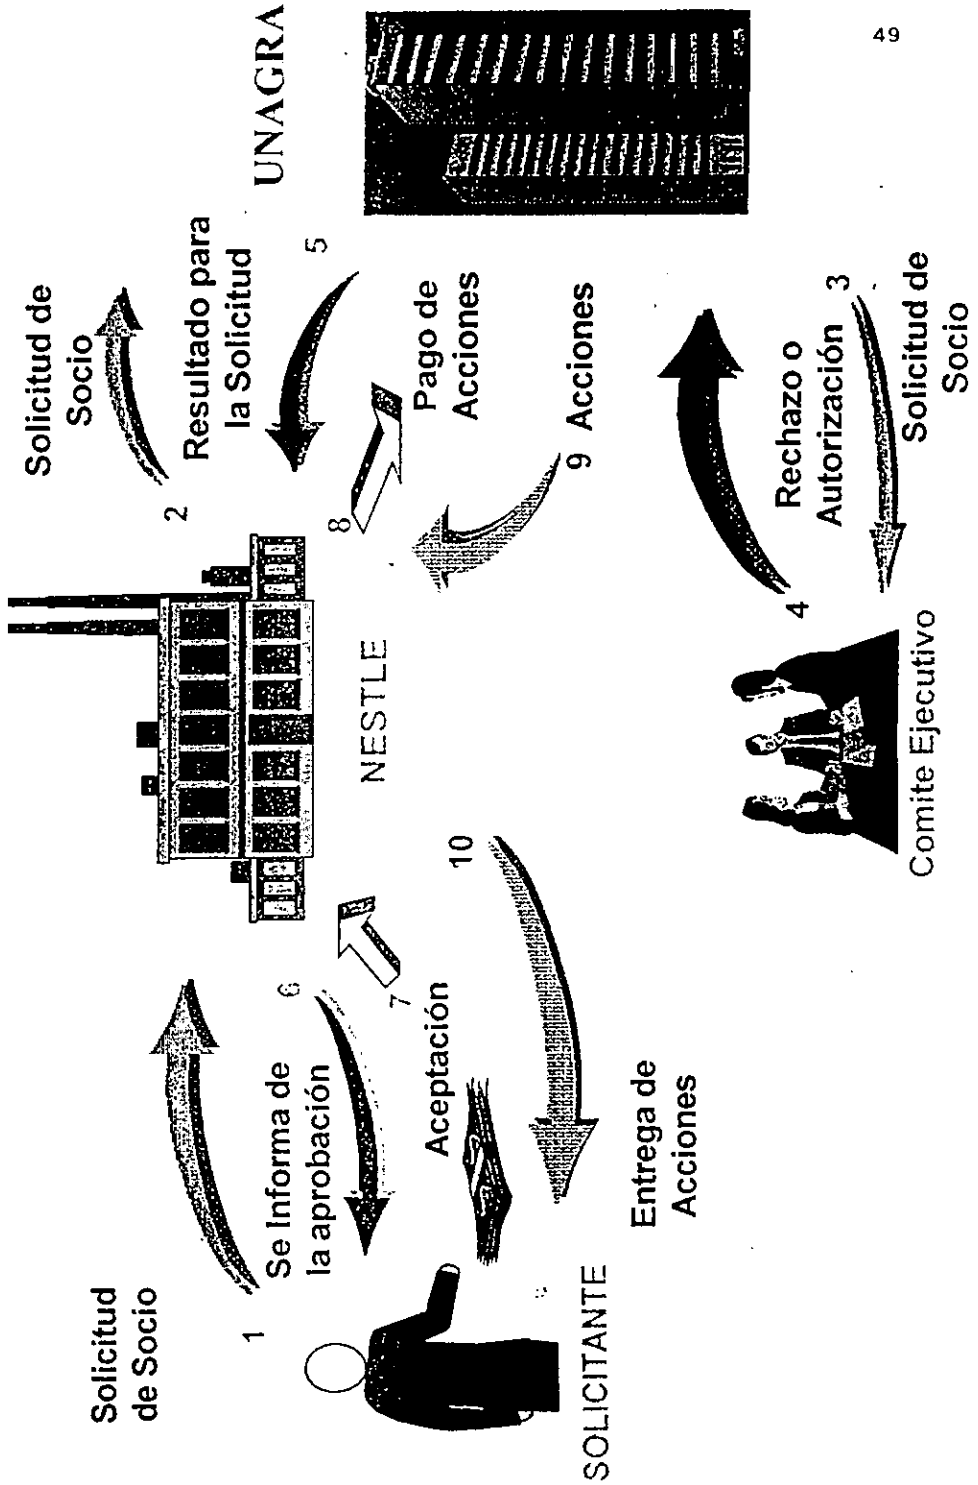 Solicitud
de Socio
1
Se Informa de
la aprobación
6
7
Aceptación
SOLICITANTE
Entrega de
Acciones
10
NESTLE
Solicitud de
Socio
2
Resultado para
la Solicitud
5
8
Pago de
Acciones
9
Acciones
UNAGRA
4
Rechazo o
Autorización
3
Solicitud de
Socio
Comite Ejecutivo
49